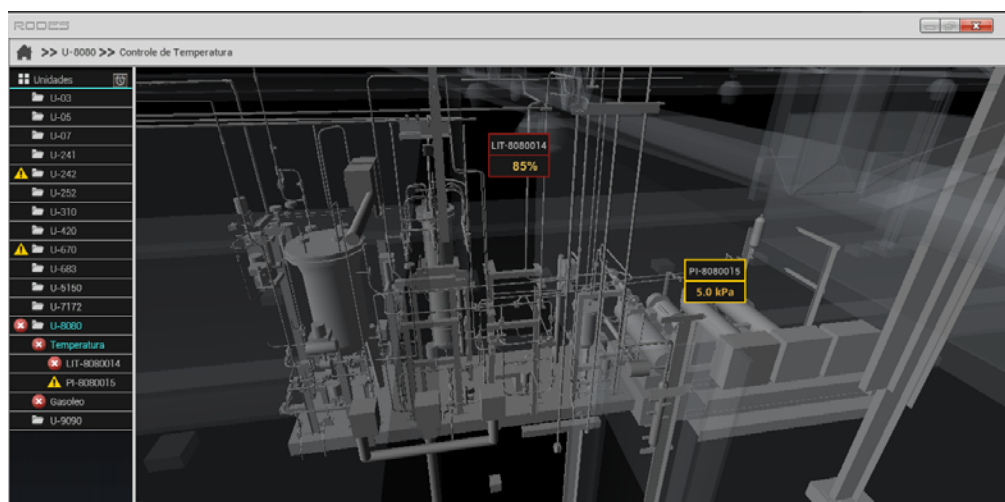 RODES
>> U-8080 >> Controle de Temperatura
Unidades
U-03
U-05
U-07
U-241
U-242
U-252
U-310
U-420
U-670
U-683
U-5150
U-7172
U-8080
Temperatura
LIT-8080014
PI-8080015
Gasoleo
U-9090
LIT-8080014
85%
PI-8080015
5.0 kPa